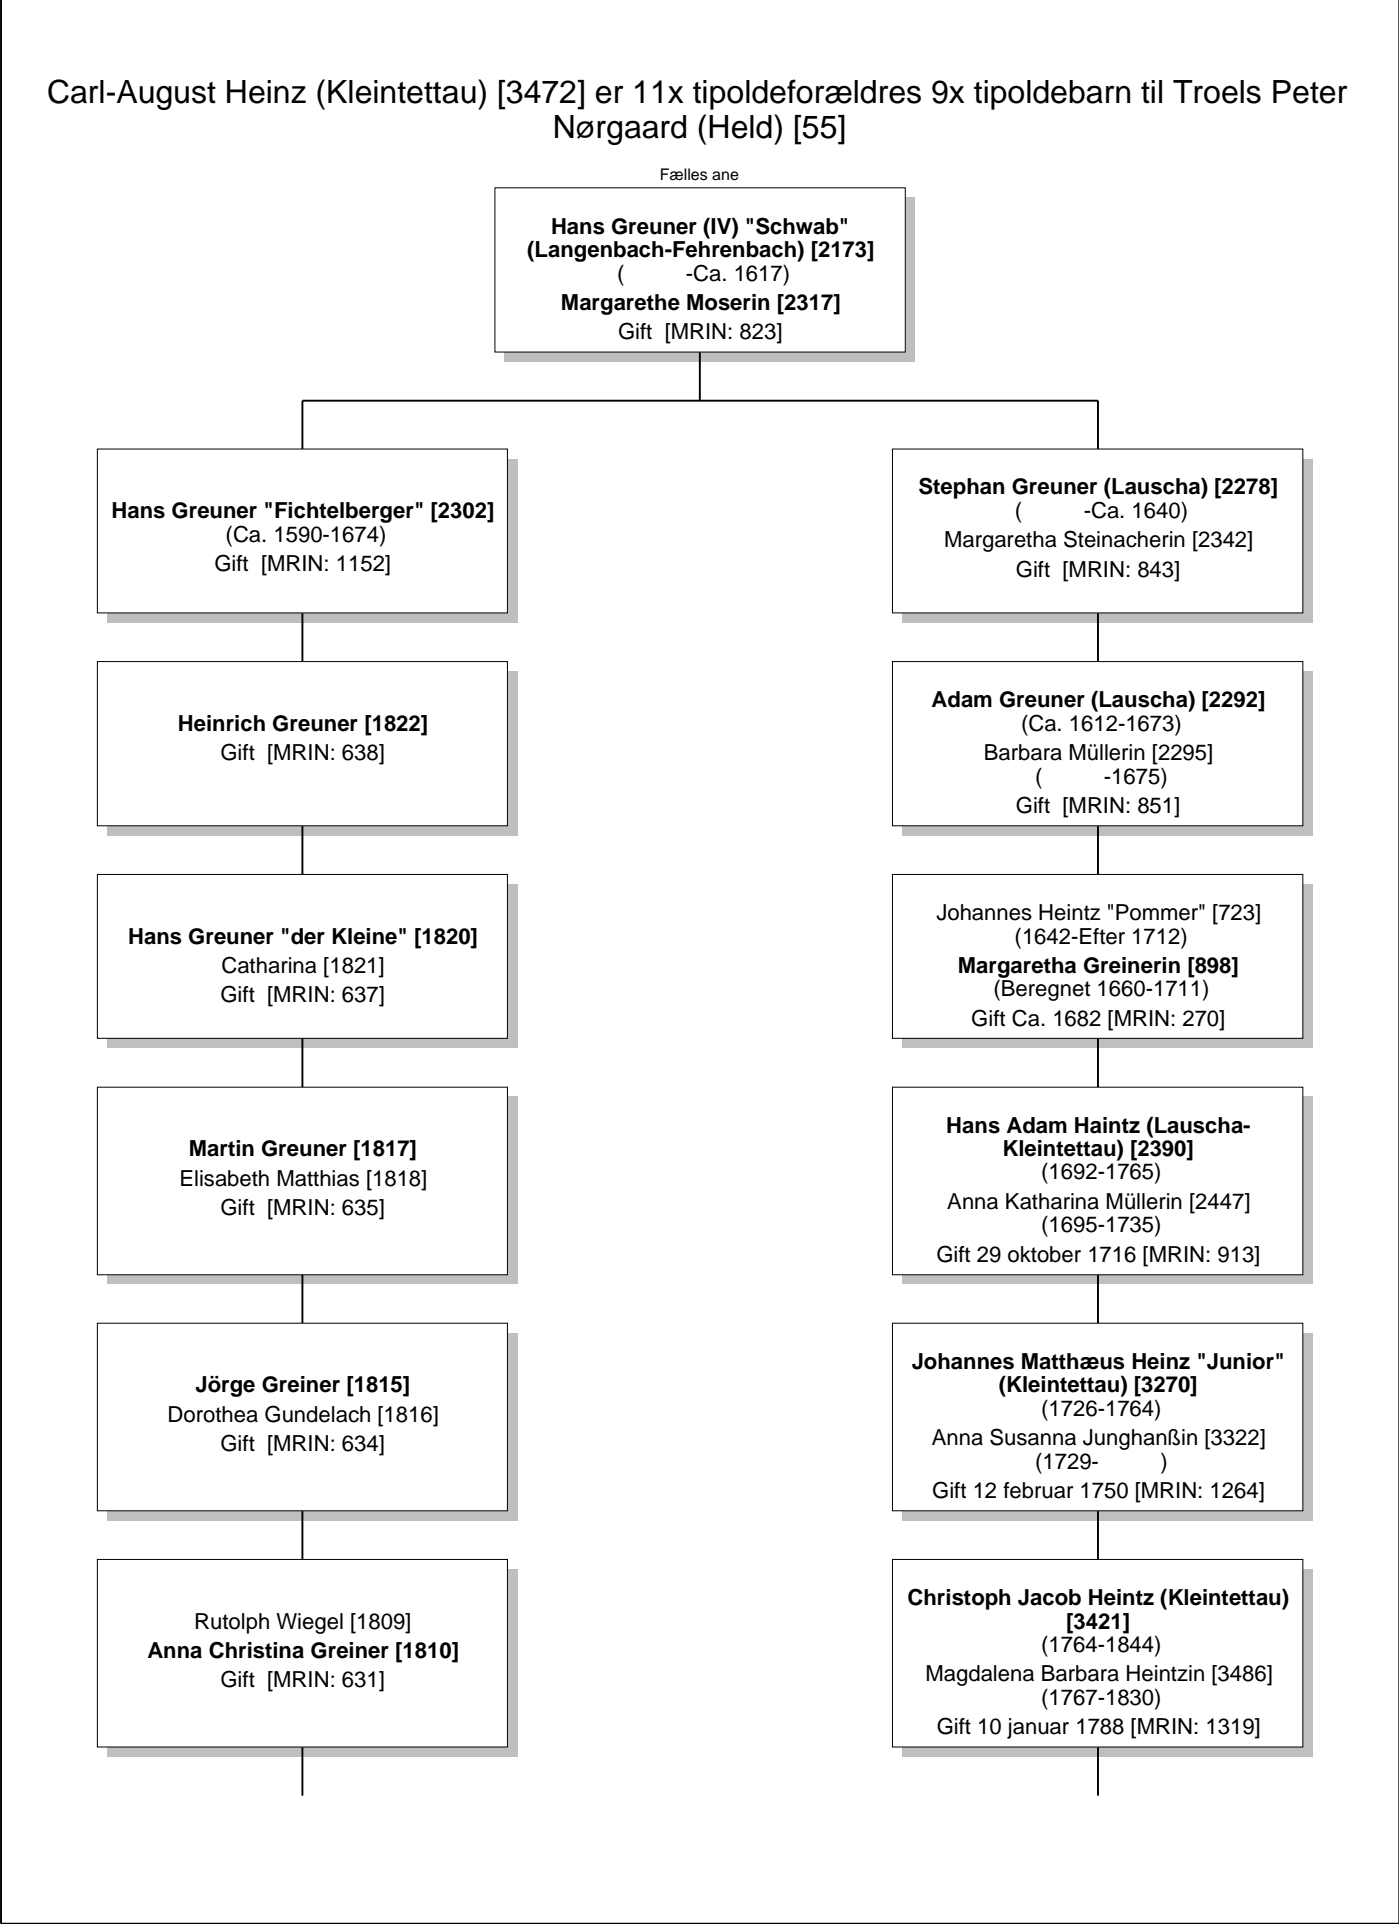 Carl-August Heinz (Kleintettau) [3472] er 11x tipoldeforældres 9x tipoldebarn til Troels Peter
Nørgaard (Held) [55]
Fælles ane
Hans Greuner (IV) "Schwab"
(Langenbach-Fehrenbach) [2173]
( -Ca. 1617)
Margarethe Moserin [2317]
Gift [MRIN: 823]
Hans Greuner "Fichtelberger" [2302]
(Ca. 1590-1674)
Gift [MRIN: 1152]
Stephan Greuner (Lauscha) [2278]
( -Ca. 1640)
Margaretha Steinacherin [2342]
Gift [MRIN: 843]
Heinrich Greuner [1822]
Gift [MRIN: 638]
Adam Greuner (Lauscha) [2292]
(Ca. 1612-1673)
Barbara Müllerin [2295]
( -1675)
Gift [MRIN: 851]
Hans Greuner "der Kleine" [1820]
Catharina [1821]
Gift [MRIN: 637]
Johannes Heintz "Pommer" [723]
(1642-Efter 1712)
Margaretha Greinerin [898]
(Beregnet 1660-1711)
Gift Ca. 1682 [MRIN: 270]
Martin Greuner [1817]
Elisabeth Matthias [1818]
Gift [MRIN: 635]
Hans Adam Haintz (Lauscha-
Kleintettau) [2390]
(1692-1765)
Anna Katharina Müllerin [2447]
(1695-1735)
Gift 29 oktober 1716 [MRIN: 913]
Jörge Greiner [1815]
Dorothea Gundelach [1816]
Gift [MRIN: 634]
Johannes Matthæus Heinz "Junior"
(Kleintettau) [3270]
(1726-1764)
Anna Susanna Junghanßin [3322]
(1729- )
Gift 12 februar 1750 [MRIN: 1264]
Rutolph Wiegel [1809]
Anna Christina Greiner [1810]
Gift [MRIN: 631]
Christoph Jacob Heintz (Kleintettau)
[3421]
(1764-1844)
Magdalena Barbara Heintzin [3486]
(1767-1830)
Gift 10 januar 1788 [MRIN: 1319]